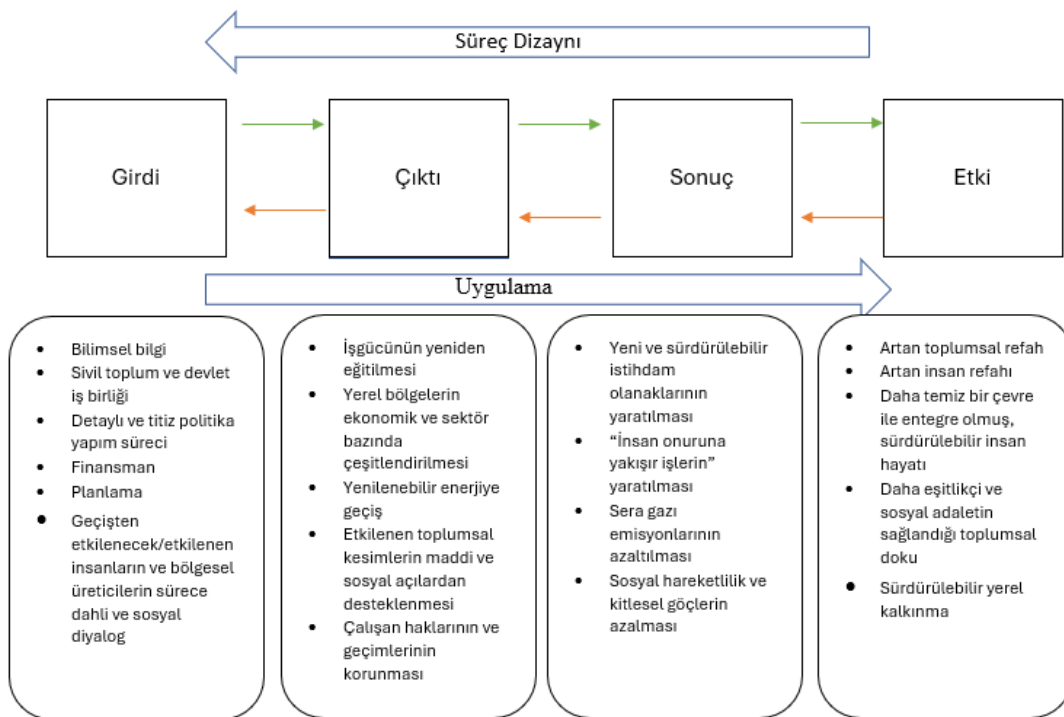 Süreç Dizaynı
Girdi
Çıktı
Sonuç
Etki
Uygulama
• Bilimsel bilgi
• Sivil toplum ve devlet
iş birliği
• Detaylı ve titiz politika
yapım süreci
• Finansman
• Planlama
• Geçişten
etkilenecek/etkilenen
insanların ve bölgesel
üreticilerin sürece
dahli ve sosyal
diyalog
• İşgücünün yeniden
eğitilmesi
• Yerel bölgelerin
ekonomik ve sektör
bazında
çeşitlendirilmesi
• Yenilenebilir enerjiye
geçiş
• Etkilenen toplumsal
kesimlerin maddi ve
sosyal açılardan
desteklenmesi
• Çalışan haklarının ve
geçimlerinin
korunması
• Yeni ve sürdürülebilir
istihdam
olanaklarının
yaratılması
• “İnsan onuruna
yakışır işlerin”
yaratılması
• Sera gazı
emisyonlarının
azaltılması
• Sosyal hareketlilik ve
kitlesel göçlerin
azalması
• Artan toplumsal refah
• Artan insan refahı
• Daha temiz bir çevre
ile entegre olmuş,
sürdürülebilir insan
hayatı
• Daha eşitlikçi ve
sosyal adaletin
sağlandığı toplumsal
doku
• Sürdürülebilir yerel
kalkınma